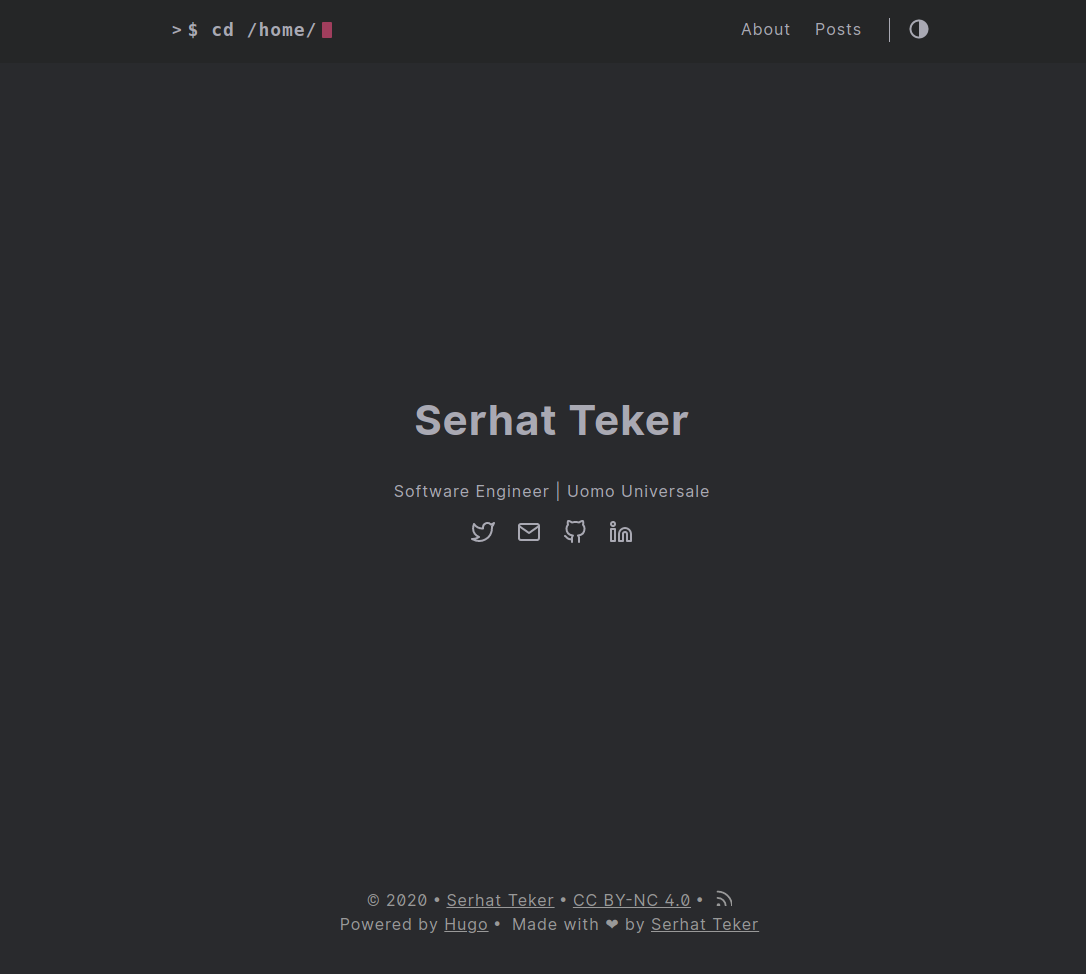 > $ cd /home/
About Posts
Serhat Teker
Software Engineer | Uomo Universale
© 2020 • Serhat Teker • CC BY-NC 4.0 •
Powered by Hugo • Made with ❤ by Serhat Teker